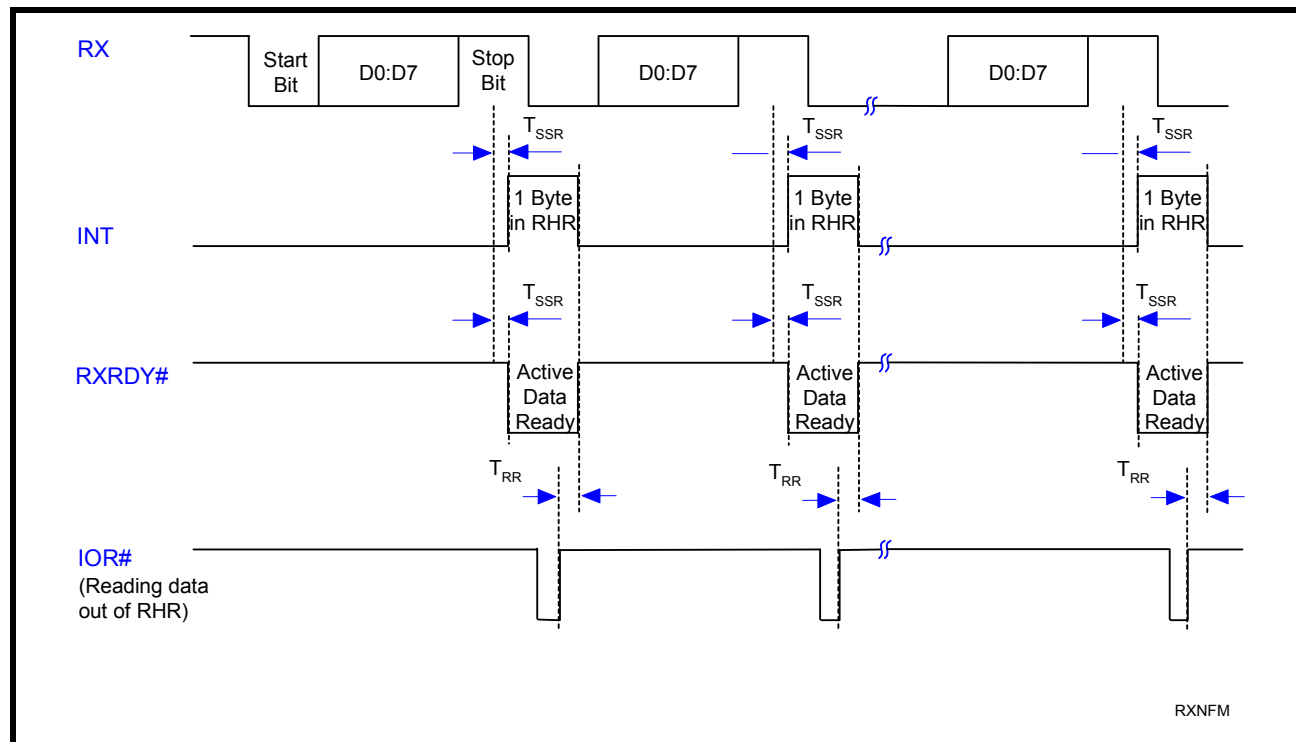 RX
Start
Bit
D0:D7
Stop
Bit
D0:D7
D0:D7
TSSR
TSSR
TSSR
INT
1 Byte
in RHR
1 Byte
in RHR
1 Byte
in RHR
TSSR
TSSR
TSSR
RXRDY#
Active
Data
Ready
Active
Data
Ready
Active
Data
Ready
TRR
TRR
TRR
IOR#
(Reading data
out of RHR)
RXNFM